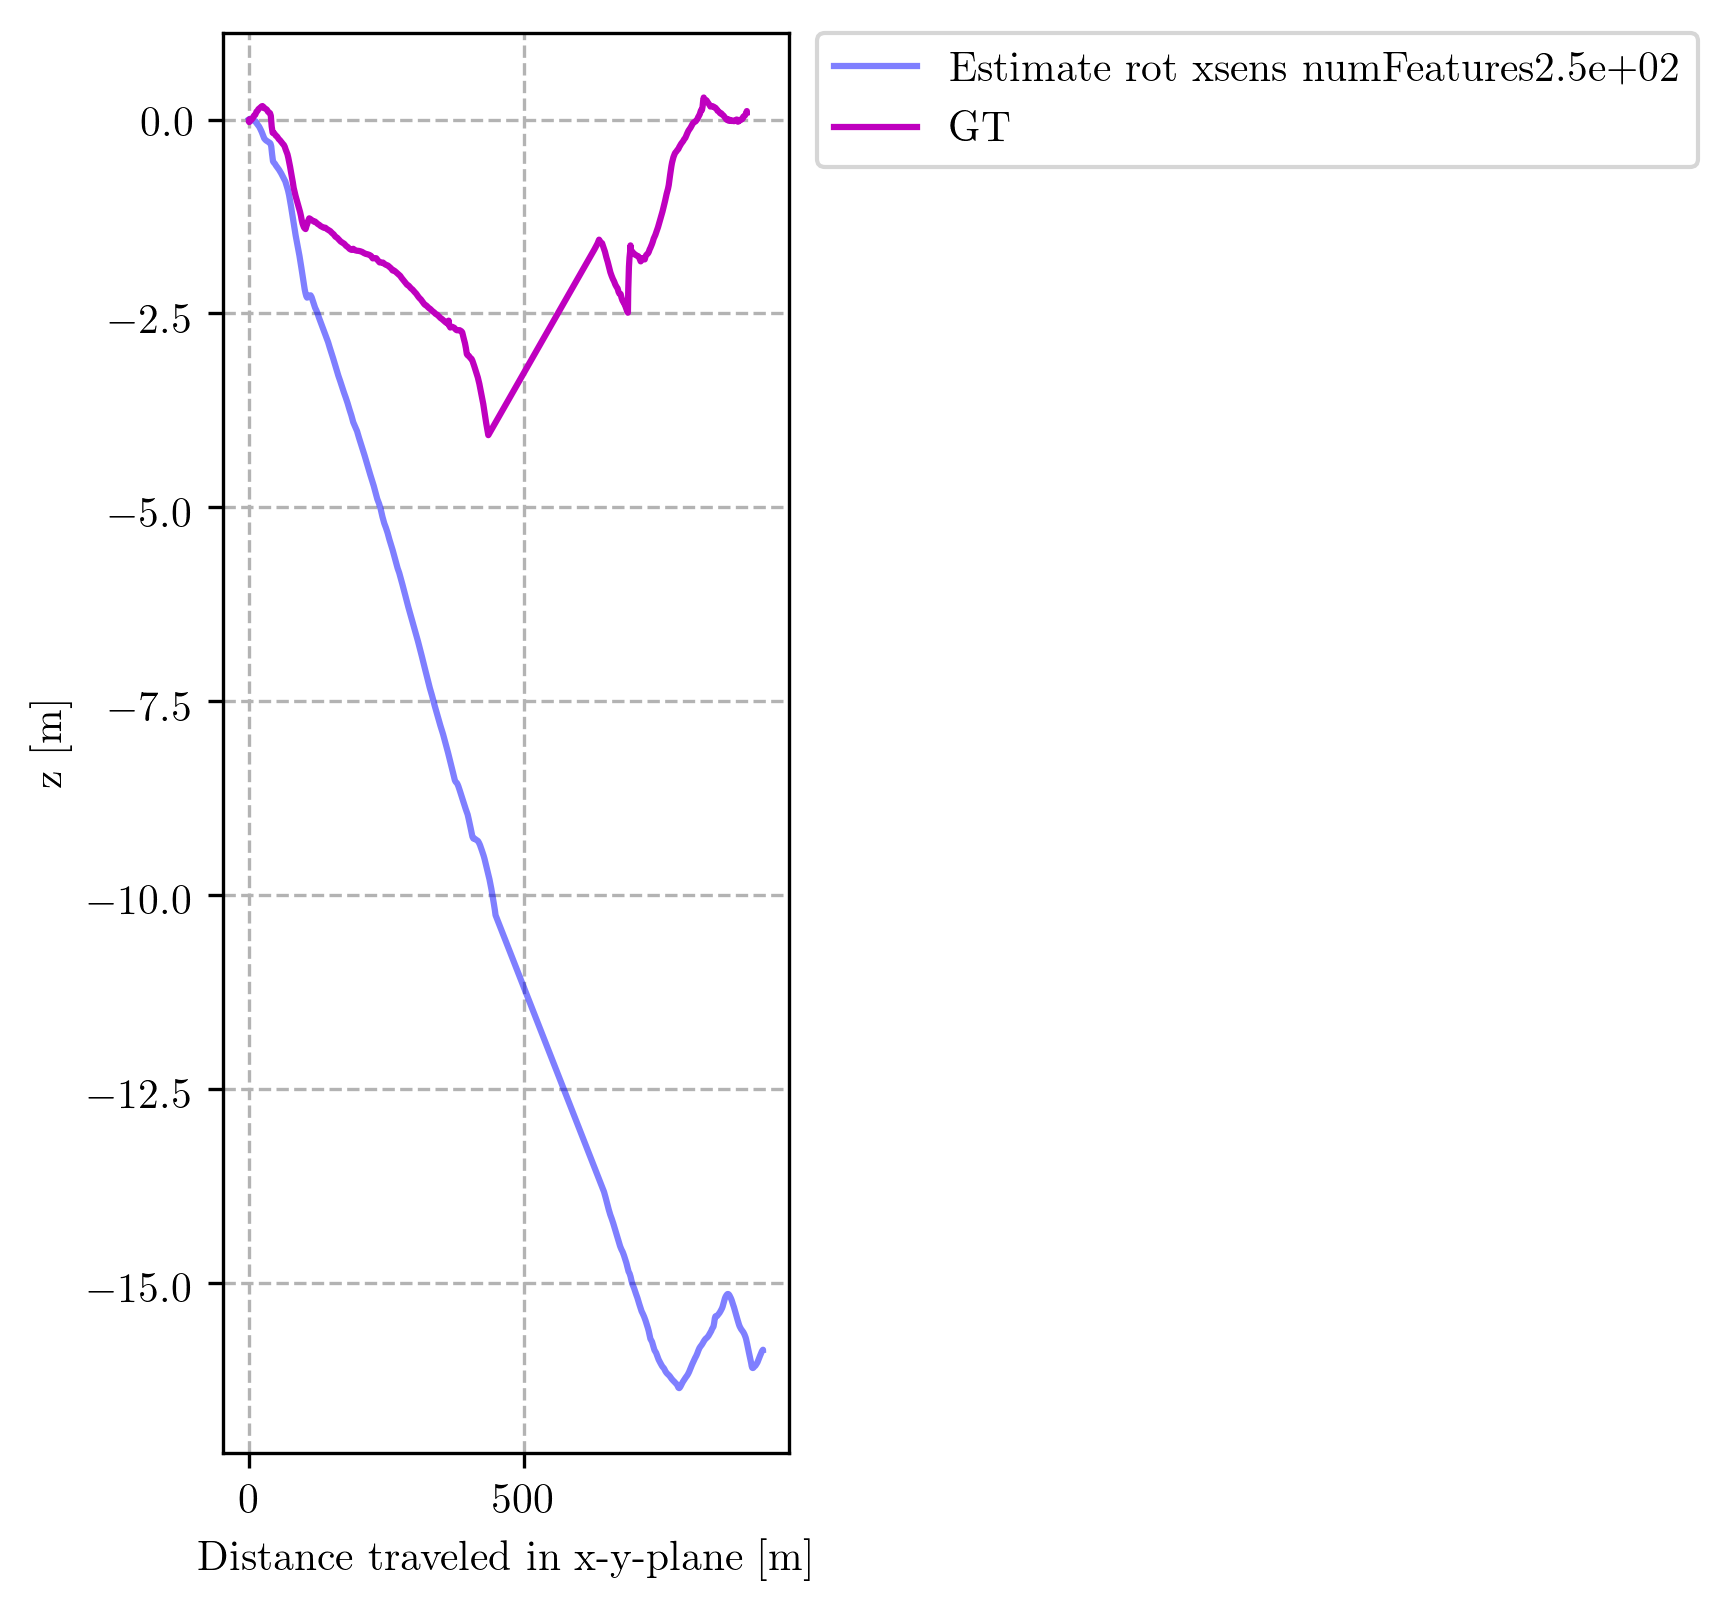 Estimate rot xsens numFeatures2.5e+02
GT
0.0
−2.5
−5.0
−7.5
−10.0
−12.5
−15.0
z [m]
0 500
Distance traveled in x-y-plane [m]